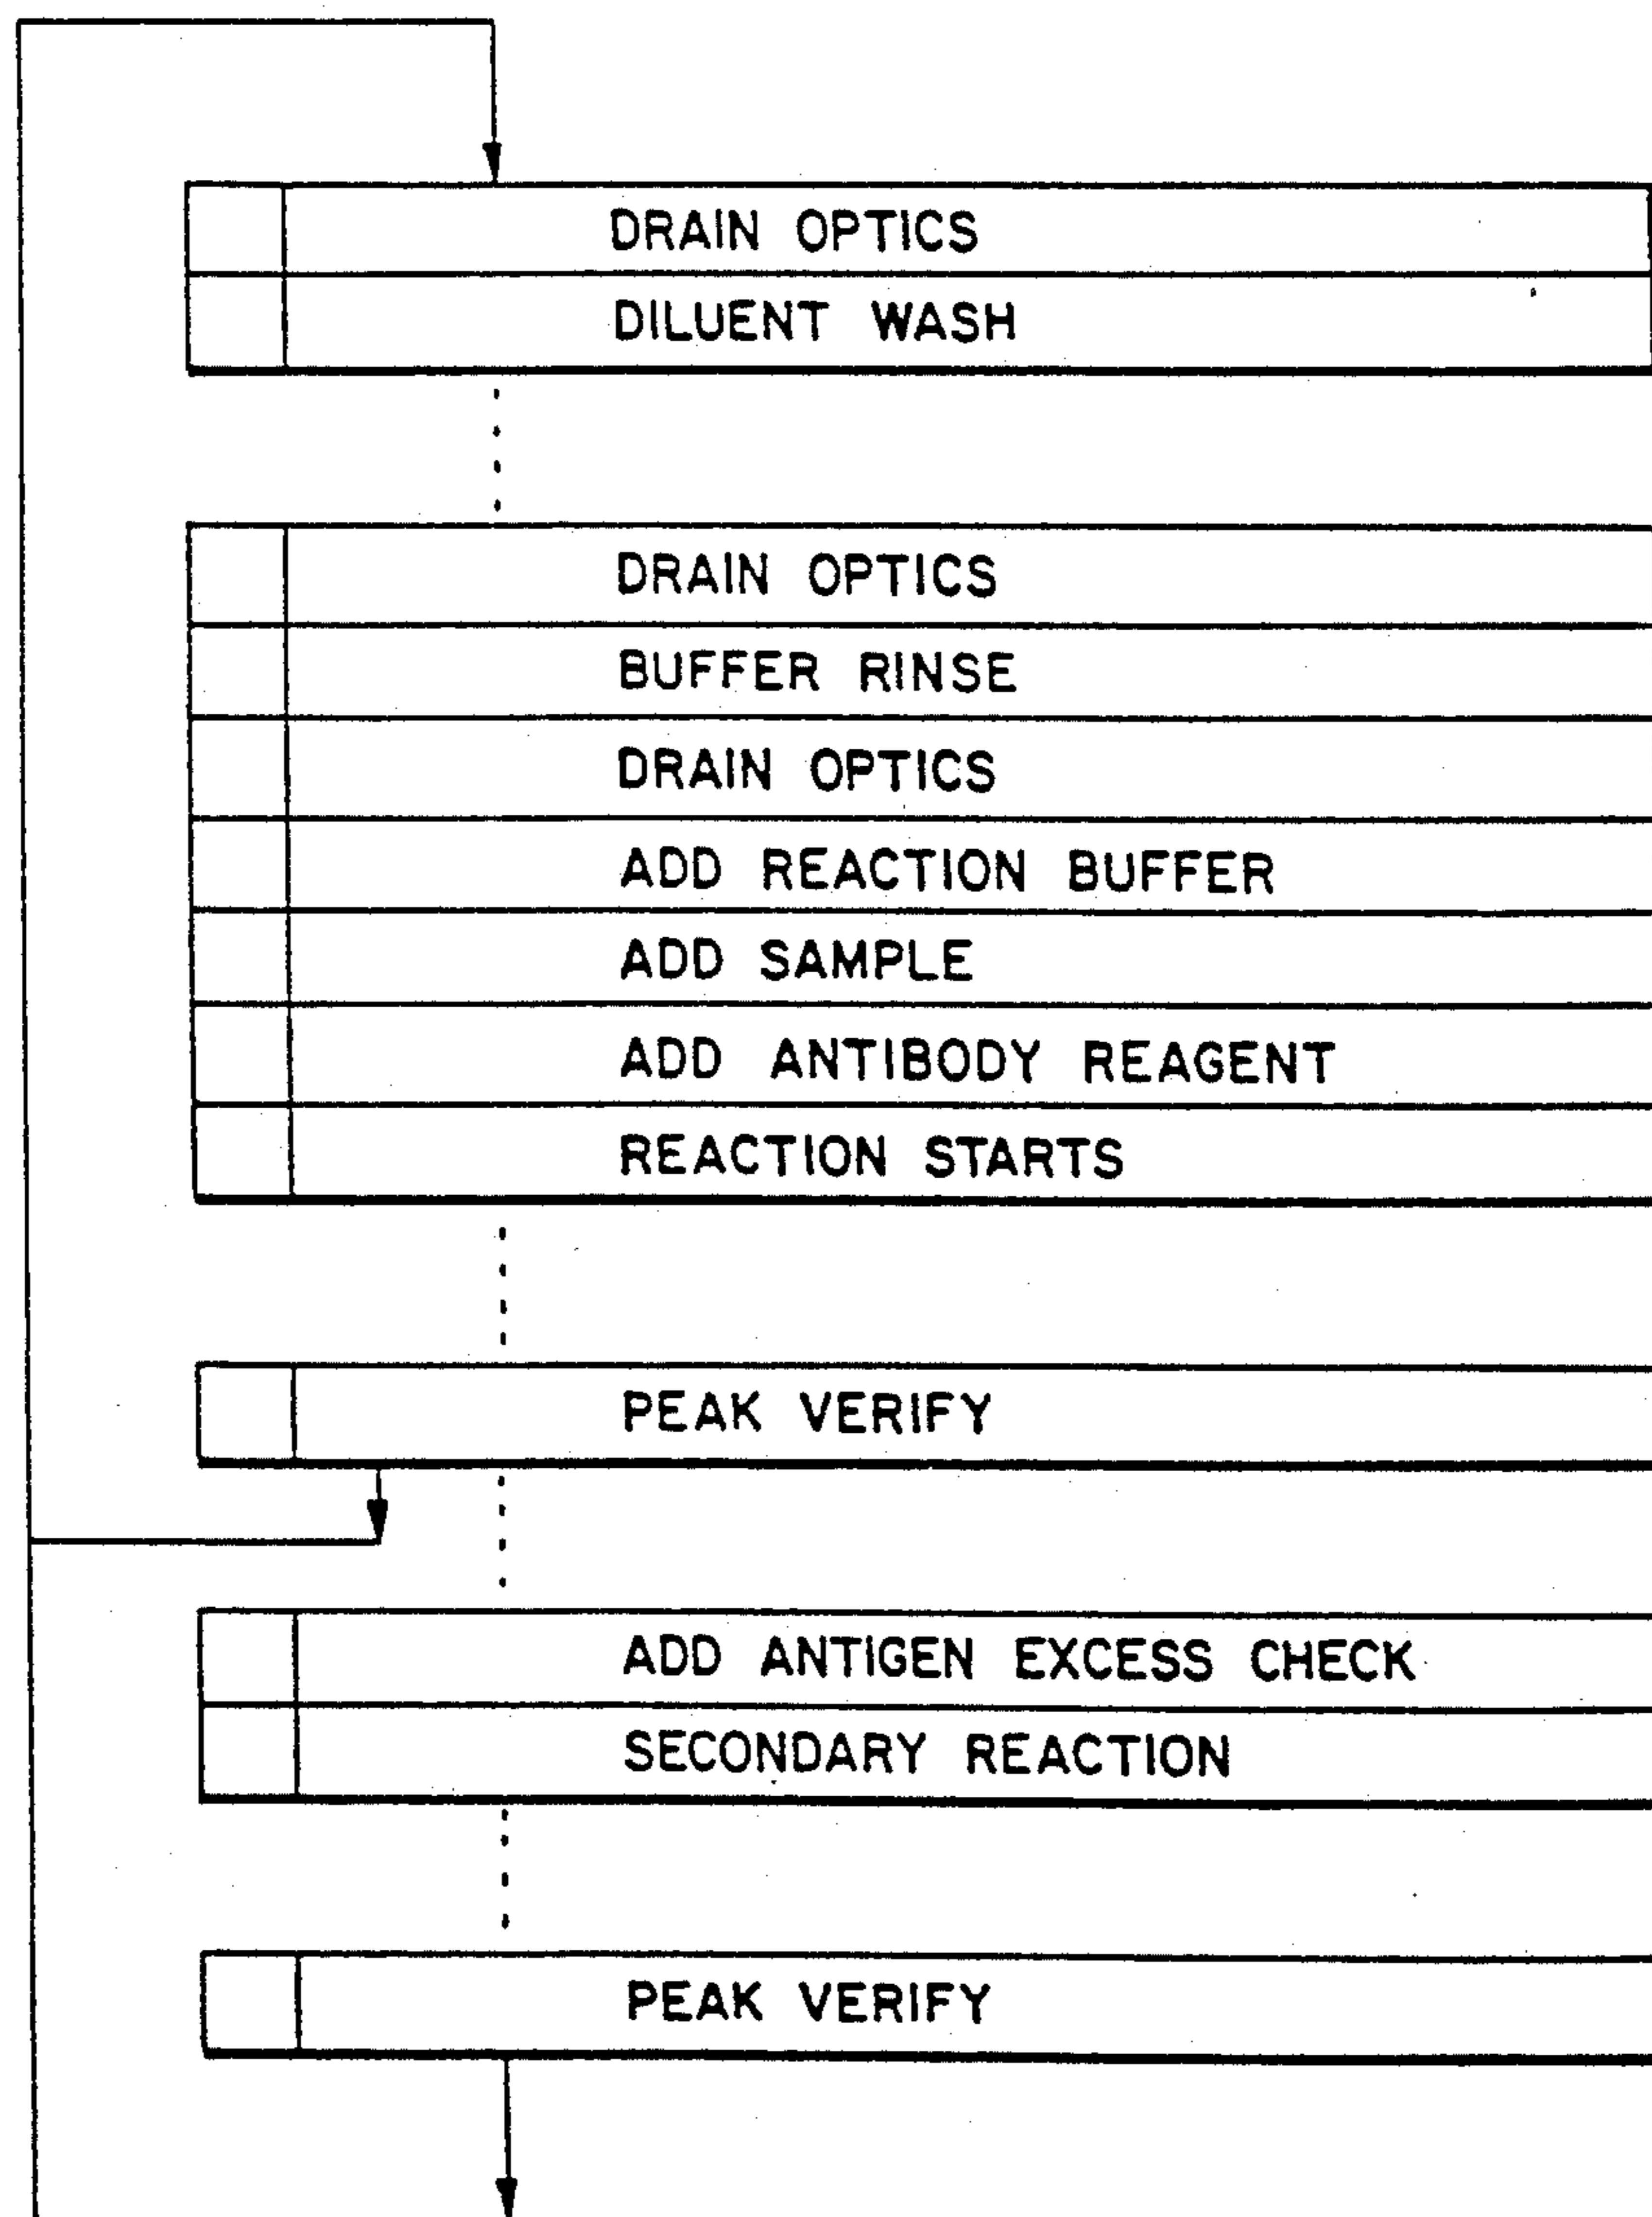 DRAIN OPTICS
DILUENT WASH
DRAIN OPTICS
BUFFER RINSE
DRAIN OPTICS
ADD REACTION BUFFER
ADD SAMPLE
ADD ANTIBODY REAGENT
REACTION STARTS
PEAK VERIFY
ADD ANTIGEN EXCESS CHECK
SECONDARY REACTION
PEAK VERIFY